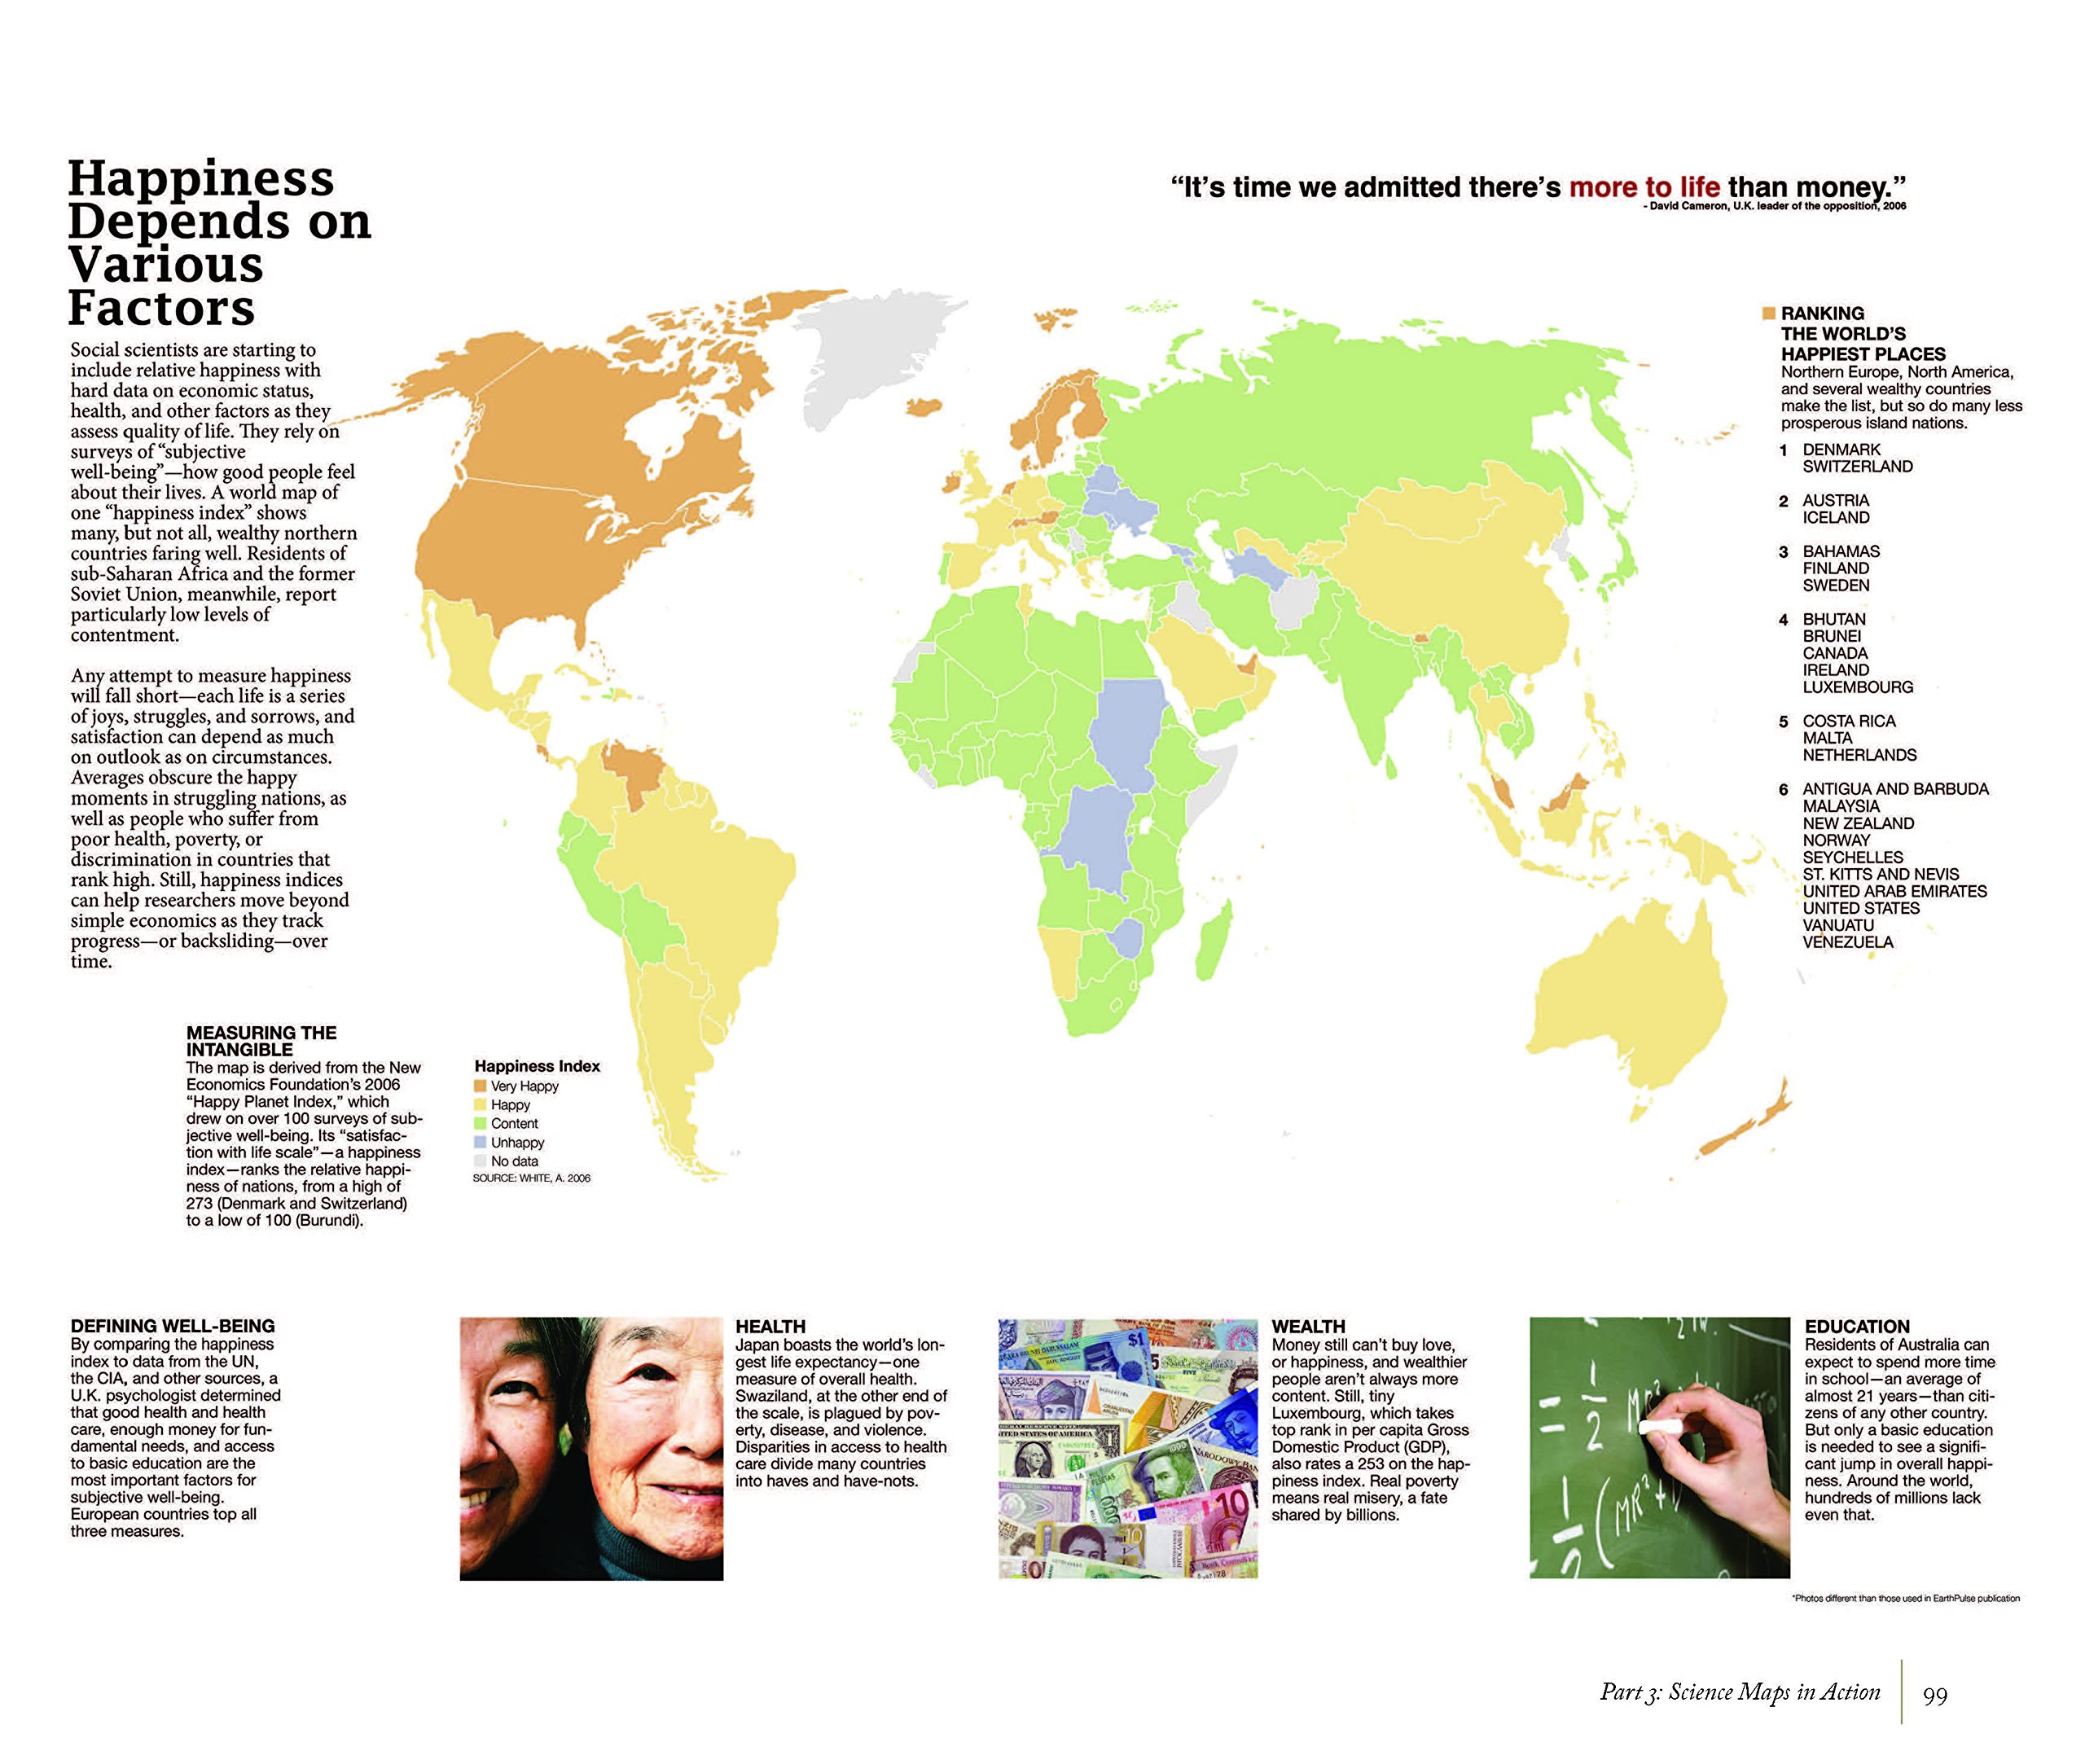 Happiness
Depends on
Various
Factors
Social scientists are starting to
include relative happiness with
hard data on economic status,
health, and other factors as they
assess quality of life. They rely on
surveys of “subjective
well-being”—how good people feel
about their lives. A world map of
one “happiness index” shows
many, but not all, wealthy northern
countries faring well. Residents of
sub-Saharan Africa and the former
Soviet Union, meanwhile, report
particularly low levels of
contentment.
Any attempt to measure happiness
will fall short—each life is a series
of joys, struggles, and sorrows, and
satisfaction can depend as much
on outlook as on circumstances.
Averages obscure the happy
moments in struggling nations, as
well as people who suffer from
poor health, poverty, or
discrimination in countries that
rank high. Still, happiness indices
can help researchers move beyond
simple economics as they track
progress—or backsliding—over
time.
“It’s time we admitted there’s more to life than money.”
- David Cameron, U.K. leader of the opposition, 2006
RANKING
THE WORLD’S
HAPPIEST PLACES
Northern Europe, North America,
and several wealthy countries
make the list, but so do many less
prosperous island nations.
1 DENMARK
SWITZERLAND
2 AUSTRIA
ICELAND
3 BAHAMAS
FINLAND
SWEDEN
4 BHUTAN
BRUNEI
CANADA
IRELAND
LUXEMBOURG
5 COSTA RICA
MALTA
NETHERLANDS
6 ANTIGUA AND BARBUDA
MALAYSIA
NEW ZEALAND
NORWAY
SEYCHELLES
ST. KITTS AND NEVIS
UNITED ARAB EMIRATES
UNITED STATES
VANUATU
VENEZUELA
MEASURING THE
INTANGIBLE
The map is derived from the New
Economics Foundation’s 2006
“Happy Planet Index,” which
drew on over 100 surveys of sub-
jective well-being. Its “satisfac-
tion with life scale”—a happiness
index—ranks the relative happi-
ness of nations, from a high of
273 (Denmark and Switzerland)
to a low of 100 (Burundi).
Happiness Index
Very Happy
Happy
Content
Unhappy
No data
SOURCE: WHITE, A. 2006
DEFINING WELL-BEING
By comparing the happiness
index to data from the UN,
the CIA, and other sources, a
U.K. psychologist determined
that good health and health
care, enough money for fun-
damental needs, and access
to basic education are the
most important factors for
subjective well-being.
European countries top all
three measures.
HEALTH
Japan boasts the world’s lon-
gest life expectancy—one
measure of overall health.
Swaziland, at the other end of
the scale, is plagued by pov-
erty, disease, and violence.
Disparities in access to health
care divide many countries
into haves and have-nots.
WEALTH
Money still can’t buy love,
or happiness, and wealthier
people aren’t always more
content. Still, tiny
Luxembourg, which takes
top rank in per capita Gross
Domestic Product (GDP),
also rates a 253 on the hap-
piness index. Real poverty
means real misery, a fate
shared by billions.
EDUCATION
Residents of Australia can
expect to spend more time
in school—an average of
almost 21 years—than citi-
zens of any other country.
But only a basic education
is needed to see a signifi-
cant jump in overall happi-
ness. Around the world,
hundreds of millions lack
even that.
*Photos different than those used in EarthPulse publication
Part 3: Science Maps in Action
99